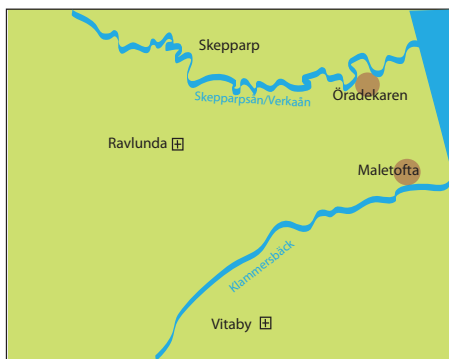 Skepparp
Skepparpsån/Verkaån
Öradekaren
Ravlunda
Maletofta
Klammersbäck
Vitaby